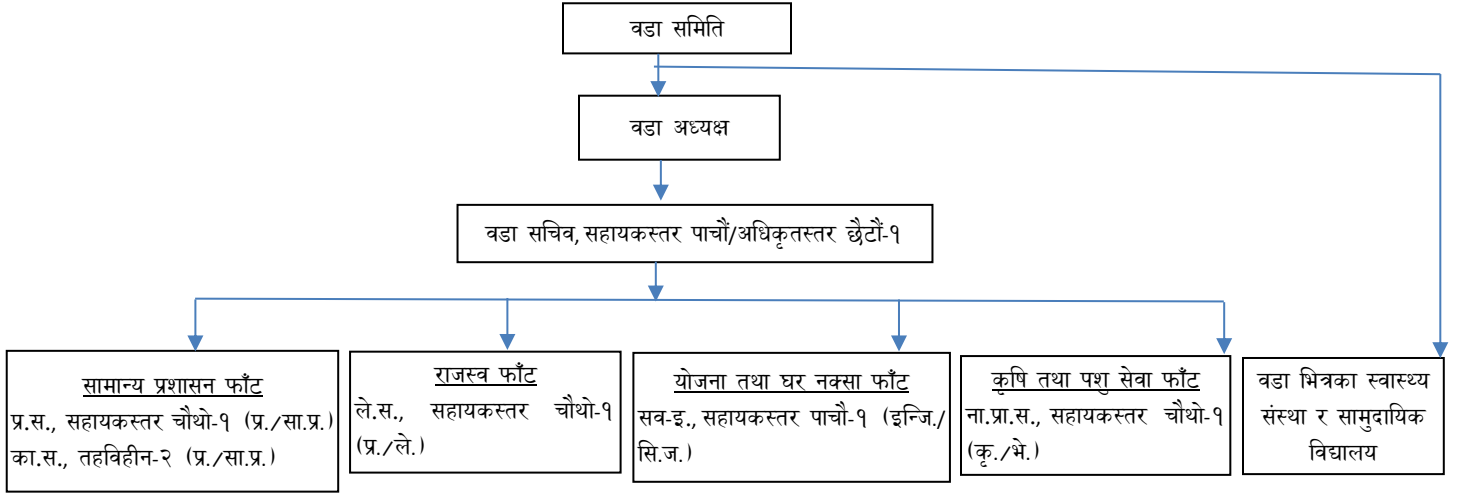 वडा समिति
वडा अध्यक्ष
वडा सचिव, सहायकस्तर पाचौं/अधिकृतस्तर छैटौं-१
सामान्य प्रशासन फाँट
प्र.स., सहायकस्तर चौथो-१ (प्र./सा.प्र.)
का.स., तहविहीन-२ (प्र./सा.प्र.)
राजस्व फाँट
ले.स., सहायकस्तर चौथो-१
(प्र./ले.)
योजना तथा घर नक्सा फाँट
सव-इ., सहायकस्तर पाचौ-१ (इन्जि./
सि.ज.)
कृषि तथा पशु सेवा फाँट
ना.प्रा.स., सहायकस्तर चौथो-१
(कृ./भे.)
वडा भित्रका स्वास्थ्य
संस्था र सामुदायिक
विद्यालय